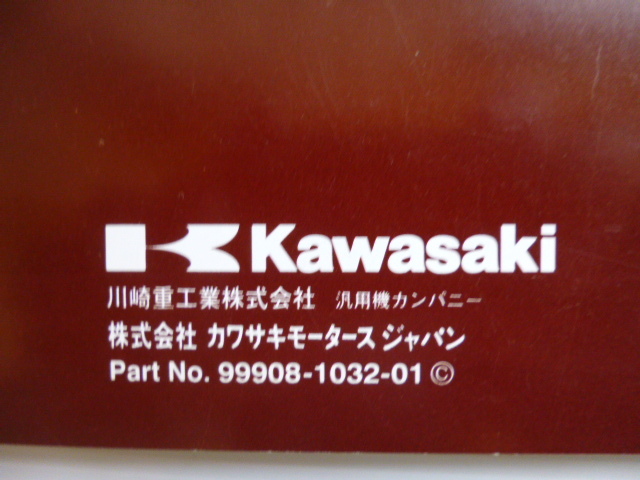 Kawasaki
川崎重工業株式会社 汎用機カンパニー
株式会社 カワサキモータース ジャパン
Part No. 99908-1032-01 ©